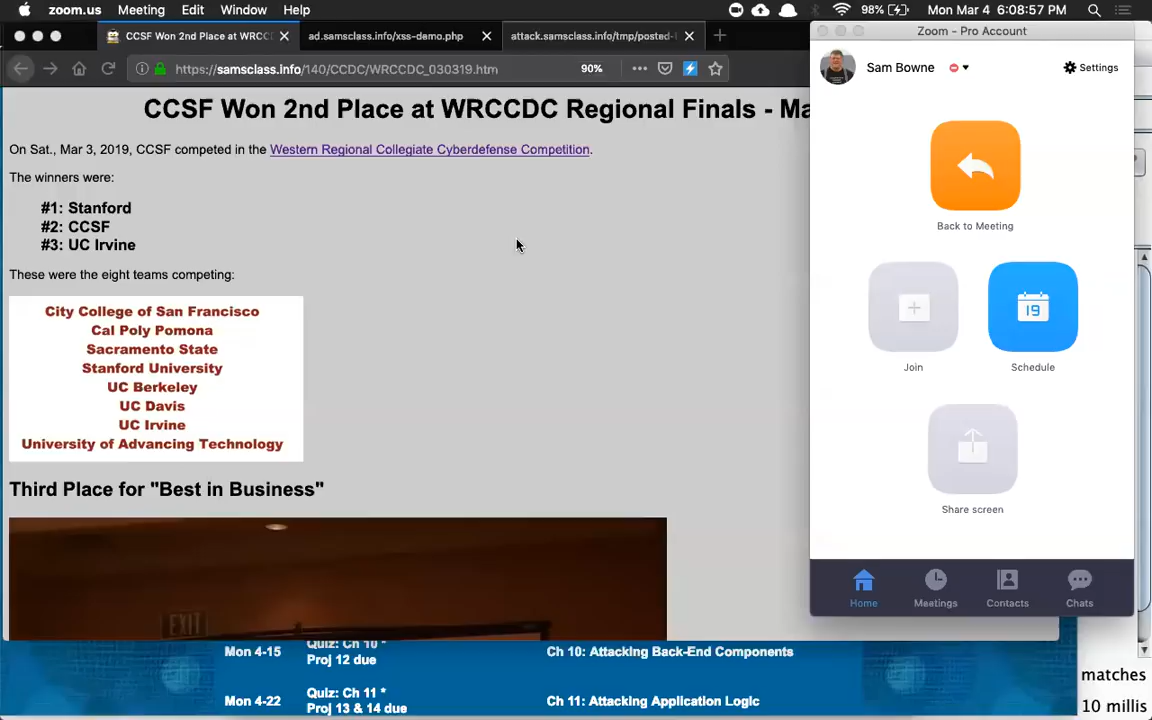 zoom.us Meeting Edit Window Help 98% Mon Mar 4 6:08:57 PM
CCSF Won 2nd Place at WRCC
ad.samsclass.info/xss-demo.php
attack.samsclass.info/tmp/posted-
https://samsclass.info/140/CCDC/WRCCDC_030319.htm 90%
CCSF Won 2nd Place at WRCCDC Regional Finals - Ma
On Sat., Mar 3, 2019, CCSF competed in the Western Regional Collegiate Cyberdefense Competition.
The winners were:
#1: Stanford
#2: CCSF
#3: UC Irvine
These were the eight teams competing:
City College of San Francisco
Cal Poly Pomona
Sacramento State
Stanford University
UC Berkeley
UC Davis
UC Irvine
University of Advancing Technology
Third Place for "Best in Business"
EXIT
Mon 4-15
Quiz: Ch 10 *
Proj 12 due
Ch 10: Attacking Back-End Components
Mon 4-22
Quiz: Ch 11 *
Proj 13 & 14 due
Ch 11: Attacking Application Logic
Zoom - Pro Account
Sam Bowne
Settings
Back to Meeting
19
Join
Schedule
Share screen
Home
Meetings
Contacts
Chats
matches
10 millis